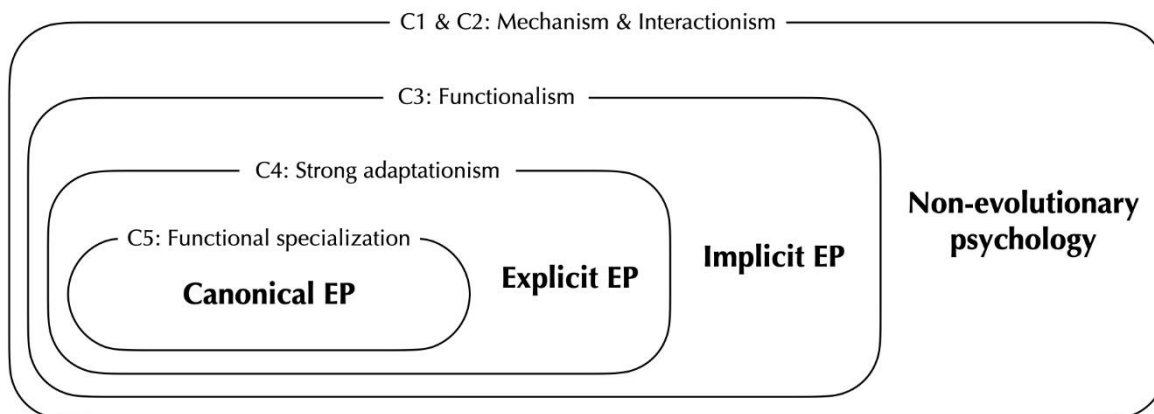 C1 & C2: Mechanism & Interactionism
C3: Functionalism
C4: Strong adaptationism
C5: Functional specialization
Canonical EP
Explicit EP
Implicit EP
Non-evolutionary
psychology